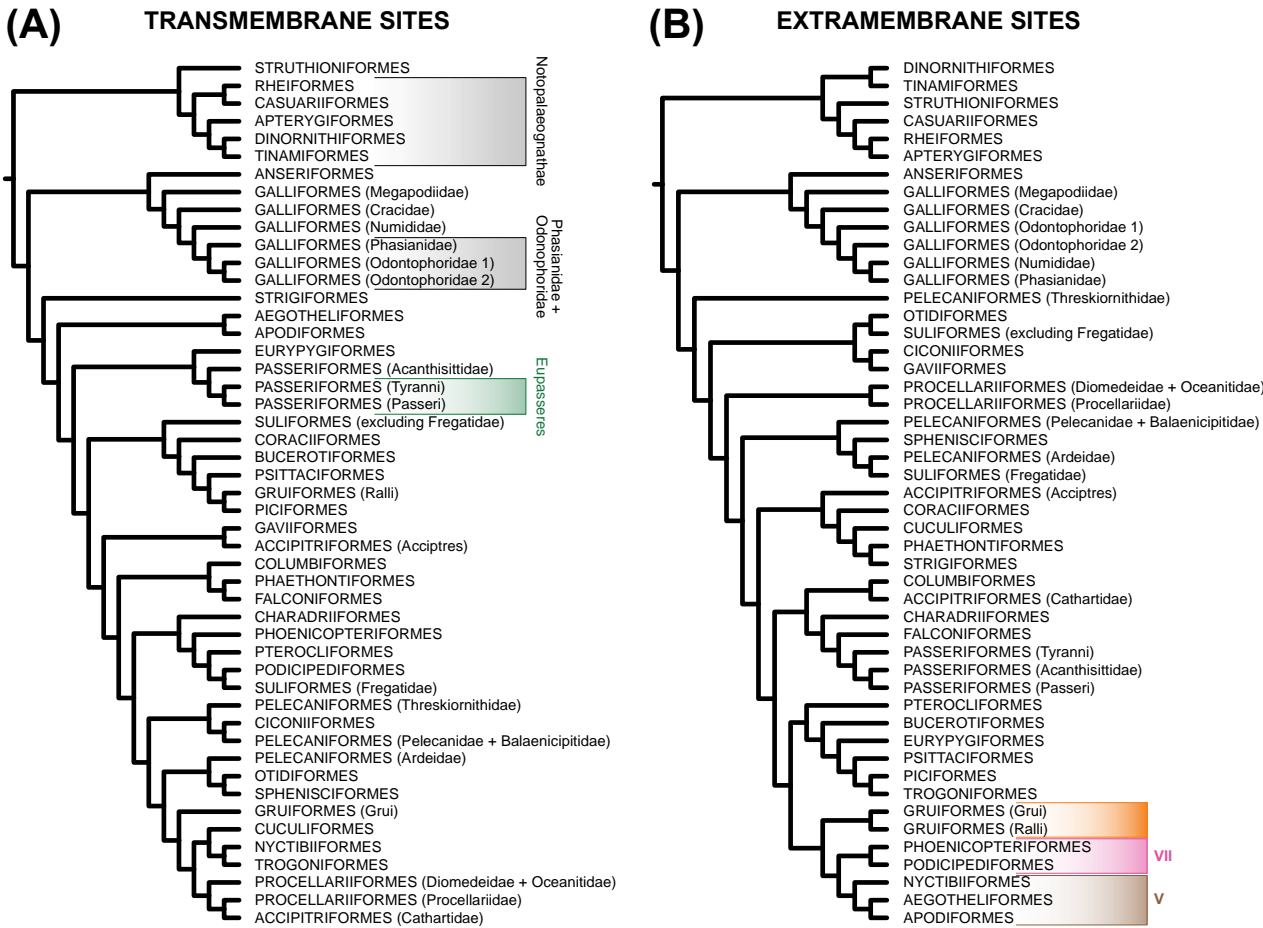 (A) TRANSMEMBRANE SITES
STRUTHIONIFORMES
RHEIFORMES
CASUARIIFORMES
APTERYGIFORMES
DINORNITHIFORMES
TINAMIFORMES
ANSERIFORMES
GALLIFORMES (Megapodiidae)
GALLIFORMES (Cracidae)
GALLIFORMES (Numididae)
GALLIFORMES (Phasianidae)
GALLIFORMES (Odontophoridae 1)
GALLIFORMES (Odontophoridae 2)
STRIGIFORMES
AEGOTHELIFORMES
APODIFORMES
EURYPYGIFORMES
PASSERIFORMES (Acanthisittidae)
PASSERIFORMES (Tyranni)
PASSERIFORMES (Passeri)
SULIFORMES (excluding Fregatidae)
CORACIIFORMES
BUCEROTIFORMES
PSITTACIFORMES
GRUIFORMES (Ralli)
PICIFORMES
GAVIIFORMES
ACCIPITRIFORMES (Acciptres)
COLUMBIFORMES
PHAETHONTIFORMES
FALCONIFORMES
CHARADRIIFORMES
PHOENICOPTERIFORMES
PTEROCLIFORMES
PODICIPEDIFORMES
SULIFORMES (Fregatidae)
PELECANIFORMES (Threskiornithidae)
CICONIIFORMES
PELECANIFORMES (Pelecanidae + Balaenicipitidae)
PELECANIFORMES (Ardeidae)
OTIDIFORMES
SPHENISCIFORMES
GRUIFORMES (Grui)
CUCULIFORMES
NYCTIBIIFORMES
TROGONIFORMES
PROCELLARIIFORMES (Diomedeidae + Oceanitidae)
PROCELLARIIFORMES (Procellariidae)
ACCIPITRIFORMES (Cathartidae)
Notopalaeognathae
Phasianidae +
Odonophoridae
Eupasseres
(B) EXTRAMEMBRANE SITES
DINORNITHIFORMES
TINAMIFORMES
STRUTHIONIFORMES
CASUARIIFORMES
RHEIFORMES
APTERYGIFORMES
ANSERIFORMES
GALLIFORMES (Megapodiidae)
GALLIFORMES (Cracidae)
GALLIFORMES (Odontophoridae 1)
GALLIFORMES (Odontophoridae 2)
GALLIFORMES (Numididae)
GALLIFORMES (Phasianidae)
PELECANIFORMES (Threskiornithidae)
OTIDIFORMES
SULIFORMES (excluding Fregatidae)
CICONIIFORMES
GAVIIFORMES
PROCELLARIIFORMES (Diomedeidae + Oceanitidae)
PROCELLARIIFORMES (Procellariidae)
PELECANIFORMES (Pelecanidae + Balaenicipitidae)
SPHENISCIFORMES
PELECANIFORMES (Ardeidae)
SULIFORMES (Fregatidae)
ACCIPITRIFORMES (Acciptres)
CORACIIFORMES
CUCULIFORMES
PHAETHONTIFORMES
STRIGIFORMES
COLUMBIFORMES
ACCIPITRIFORMES (Cathartidae)
CHARADRIIFORMES
FALCONIFORMES
PASSERIFORMES (Tyranni)
PASSERIFORMES (Acanthisittidae)
PASSERIFORMES (Passeri)
PTEROCLIFORMES
BUCEROTIFORMES
EURYPYGIFORMES
PSITTACIFORMES
PICIFORMES
TROGONIFORMES
GRUIFORMES (Grui)
GRUIFORMES (Ralli)
PHOENICOPTERIFORMES
PODICIPEDIFORMES
NYCTIBIIFORMES
AEGOTHELIFORMES
APODIFORMES
VII
V